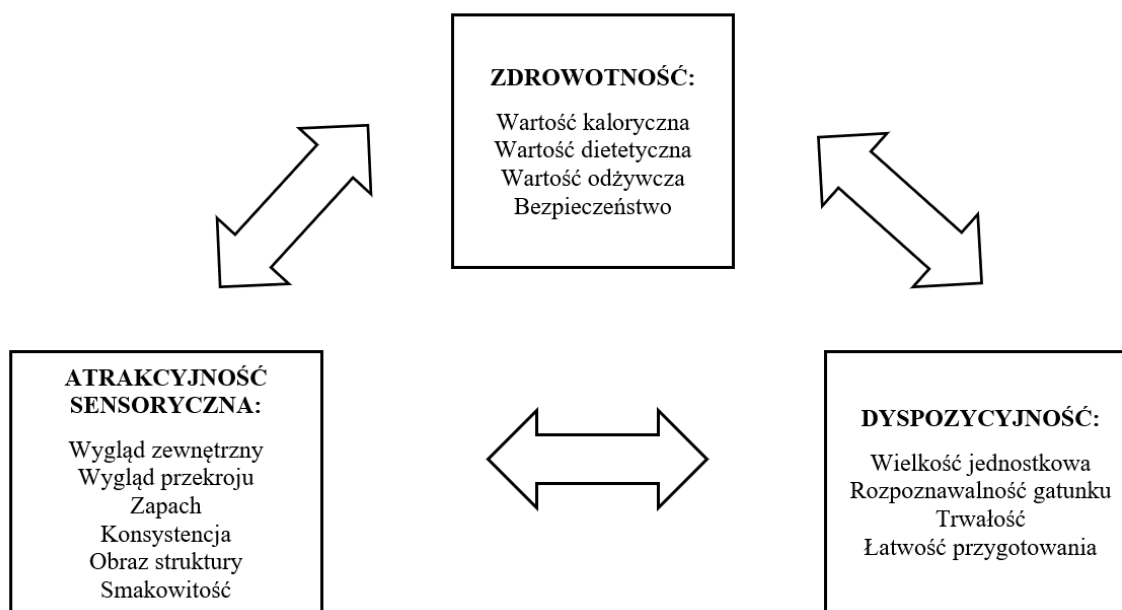 ZDROWOTNOŚĆ:
Wartość kaloryczna
Wartość dietetyczna
Wartość odżywcza
Bezpieczeństwo
ATRAKCYJNOŚĆ
SENSORYCZNA:
Wygląd zewnętrzny
Wygląd przekroju
Zapach
Konsystencja
Obraz struktury
Smakowitość
DYSPOZYCYJNOŚĆ:
Wielkość jednostkowa
Rozpoznawalność gatunku
Trwałość
Łatwość przygotowania